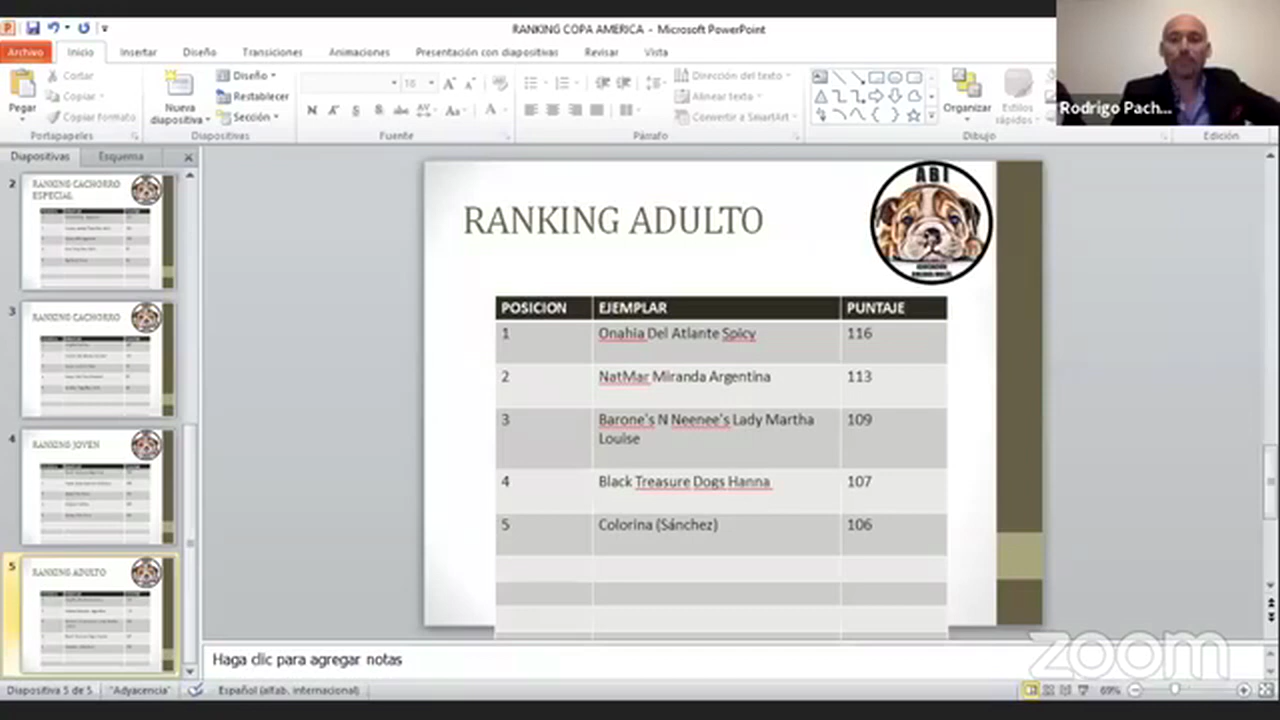 RANKING COPA AMERICA - Microsoft PowerPoint
Archivo Inicio Insertar Diseño Transiciones Animaciones Presentación con diapositivas Revisar Vista
Pegar
Cortar
Copiar
Copiar formato
Portapapeles
Nueva
diapositiva
Diseño
Restablecer
Sección
Diapositivas
18
Fuente
Dirección del texto
Alinear texto
Convertir a SmartArt
Párrafo
Organizar
Estilos
rápidos
Dibujo
Edición
Rodrigo Pach...
Diapositivas Esquema
2
RANKING CACHORRO
ESPECIAL
3
RANKING CACHORRO
4
RANKING JOVEN
5
RANKING ADULTO
RANKING ADULTO
ABI
POSICION EJEMPLAR PUNTAJE
1 Onahia Del Atlante Spicy 116
2 NatMar Miranda Argentina 113
3 Barone's N Neenee's Lady Martha
Louise 109
4 Black Treasure Dogs Hanna 107
5 Colorina (Sánchez) 106
Haga clic para agregar notas
zoom
Diapositiva 5 de 5 "Adyacencia" Español (alfab. internacional) 69%